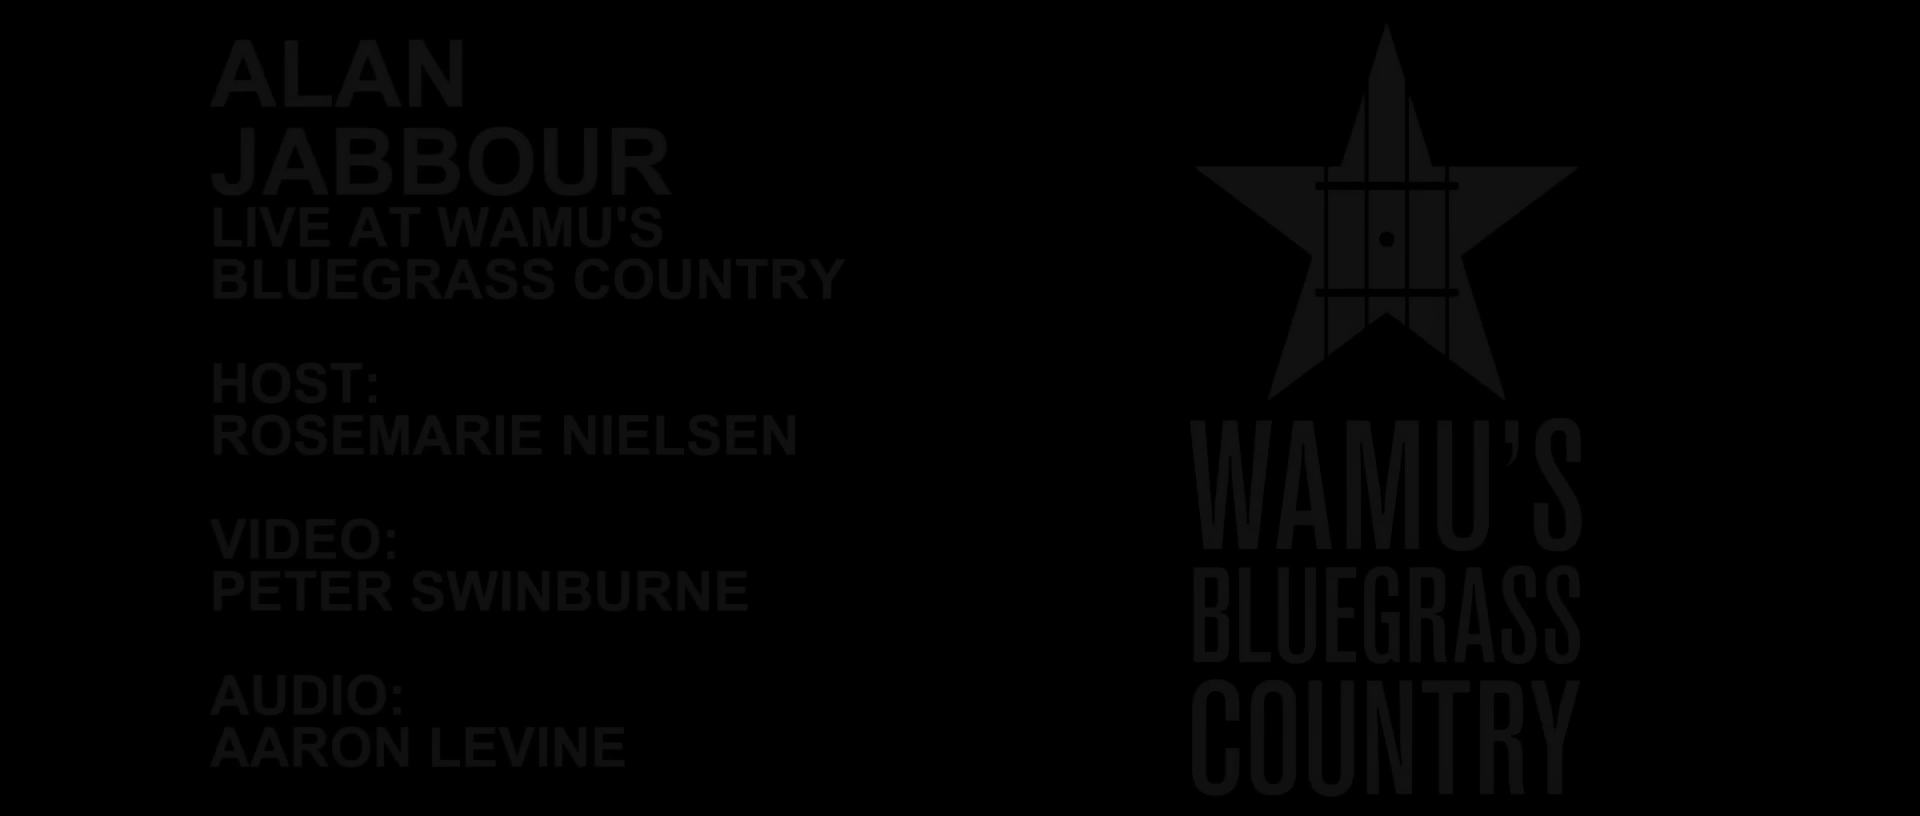 ALAN
JABBOUR
LIVE AT WAMU'S
BLUEGRASS COUNTRY
HOST:
ROSEMARIE NIELSEN
VIDEO:
PETER SWINBURNE
AUDIO:
AARON LEVINE
WAMU'S
BLUEGRASS
COUNTRY